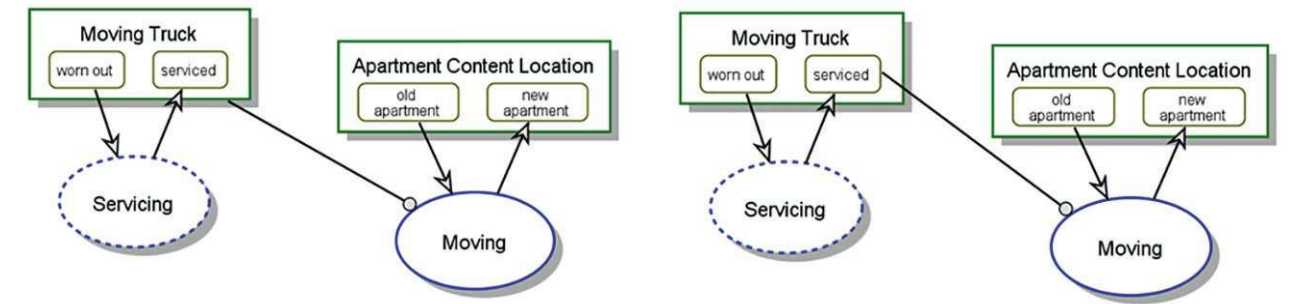 Moving Truck
worn out
serviced
Apartment Content Location
old
apartment
new
apartment
Servicing
Moving
Moving Truck
worn out
serviced
Apartment Content Location
old
apartment
new
apartment
Servicing
Moving